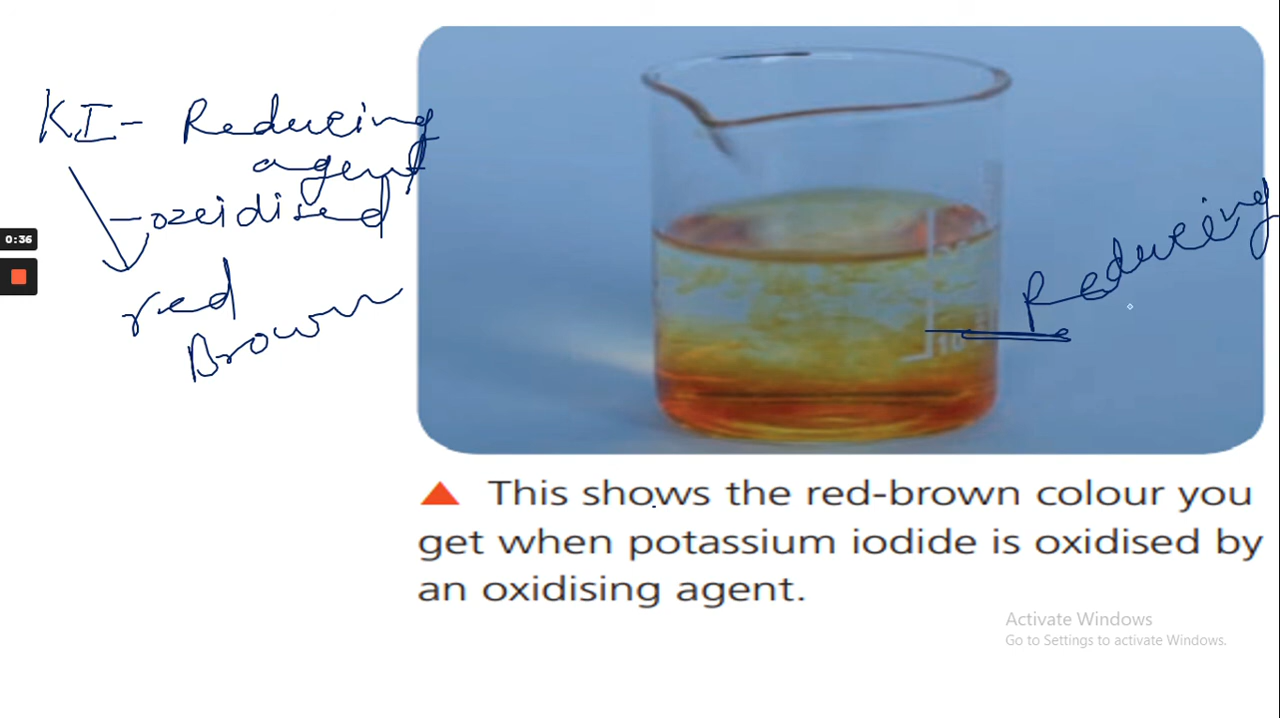 KI- Reducing
agent
-oxidised
red
Brown
0:36
Reducing
This shows the red-brown colour you
get when potassium iodide is oxidised by
an oxidising agent.
Activate Windows
Go to Settings to activate Windows.